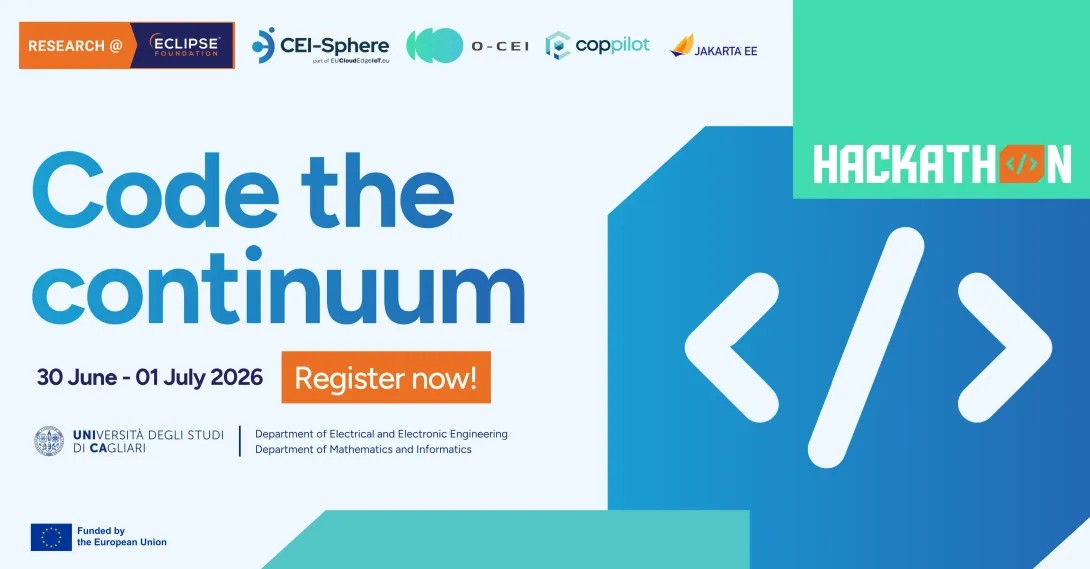 RESEARCH @ ECLIPSE FOUNDATION
CEI-Sphere
part of EUCloudEdgeIoT.eu
O-CEI
coppilot
JAKARTA EE
HACKATHON
</>
Code the
continuum
30 June - 01 July 2026
Register now!
UNIVERSITÀ DEGLI STUDI
DI CAGLIARI
Department of Electrical and Electronic Engineering
Department of Mathematics and Informatics
</>
Funded by
the European Union